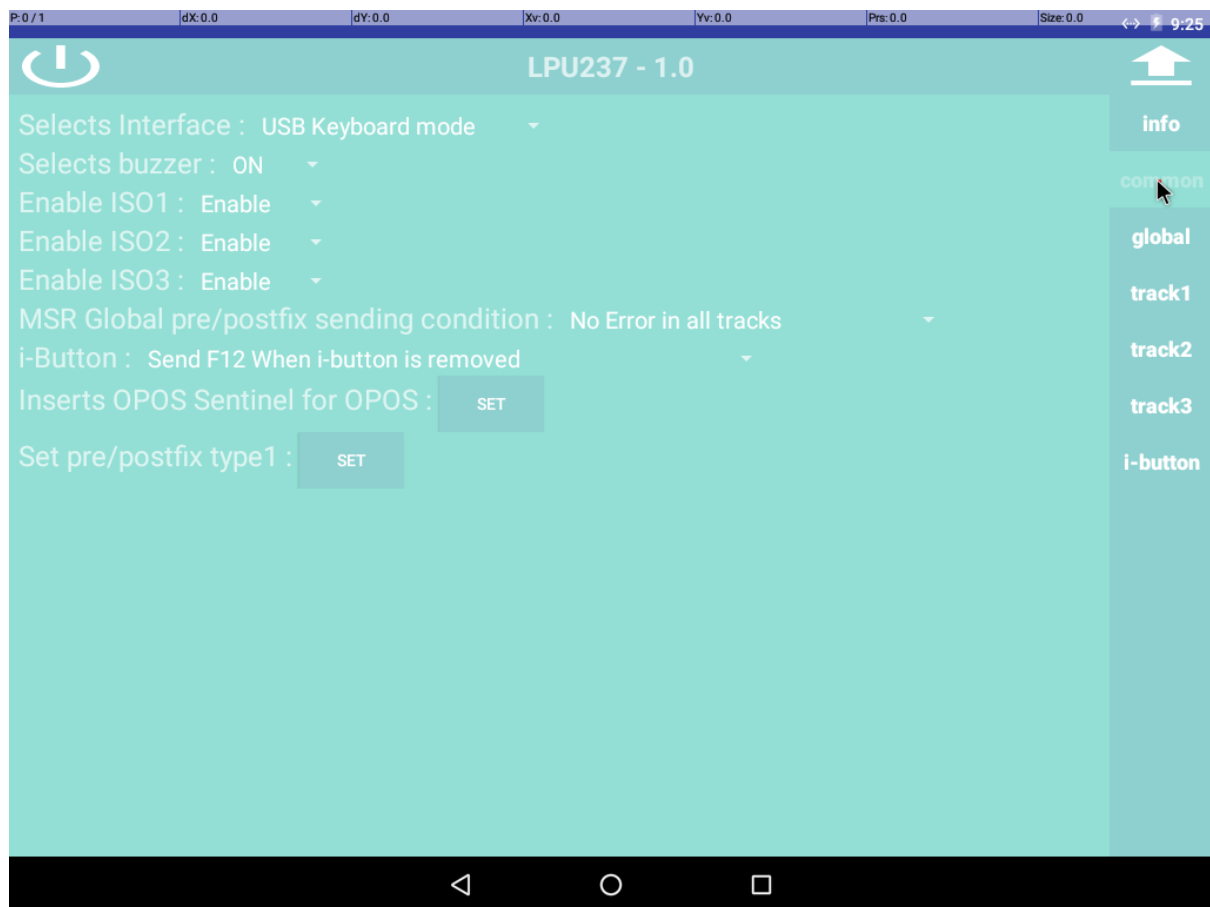 P: 0 / 1 dX: 0.0 dY: 0.0 Xv: 0.0 Yv: 0.0 Prs: 0.0 Size: 0.0 9:25
LPU237 - 1.0
Selects Interface : USB Keyboard mode
Selects buzzer : ON
Enable ISO1 : Enable
Enable ISO2 : Enable
Enable ISO3 : Enable
MSR Global pre/postfix sending condition : No Error in all tracks
i-Button : Send F12 When i-button is removed
Inserts OPOS Sentinel for OPOS : SET
Set pre/postfix type1 : SET
info
common
global
track1
track2
track3
i-button